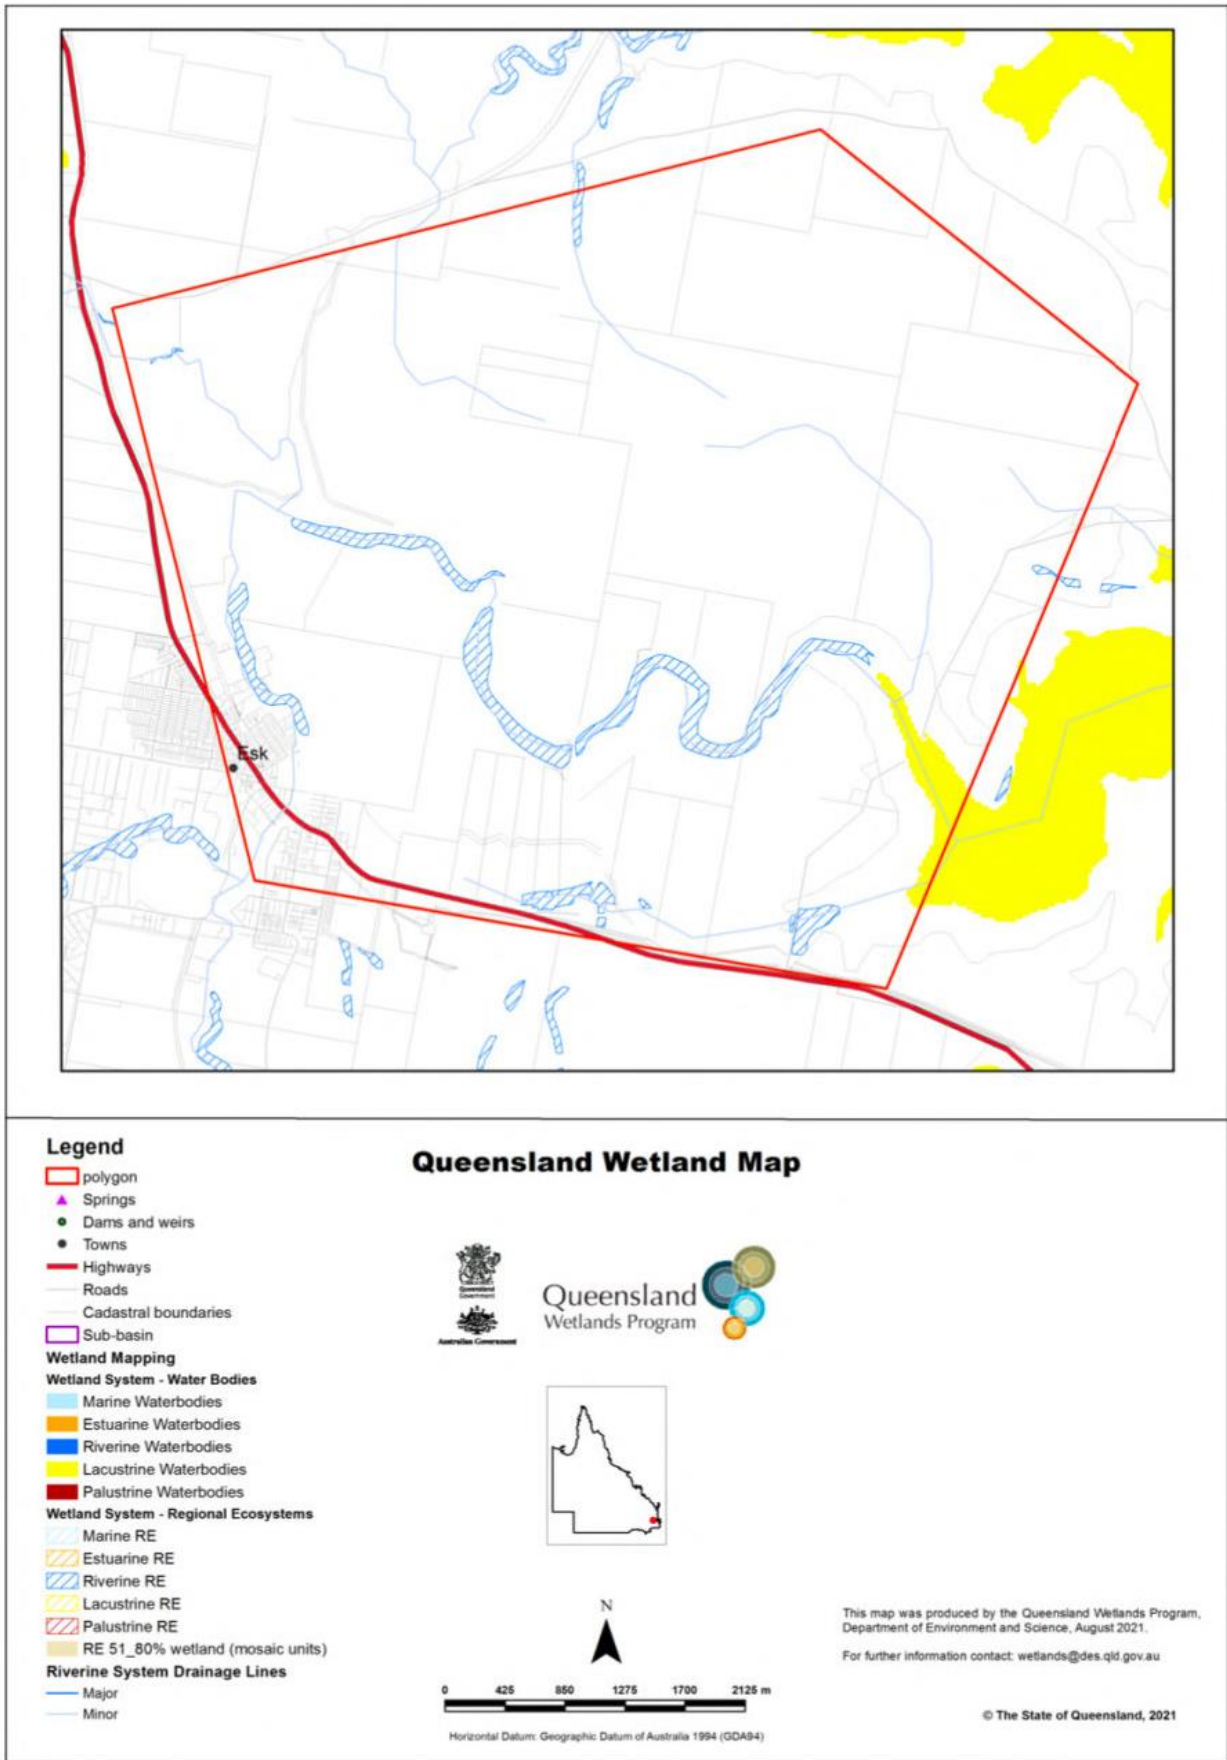 Esk
Legend
polygon
Springs
Dams and weirs
Towns
Highways
Roads
Cadastral boundaries
Sub-basin
Wetland Mapping
Wetland System - Water Bodies
Marine Waterbodies
Estuarine Waterbodies
Riverine Waterbodies
Lacustrine Waterbodies
Palustrine Waterbodies
Wetland System - Regional Ecosystems
Marine RE
Estuarine RE
Riverine RE
Lacustrine RE
Palustrine RE
RE 51_80% wetland (mosaic units)
Riverine System Drainage Lines
Major
Minor
Queensland Wetland Map
Queensland
Government
Australian Government
Queensland
Wetlands Program
N
0 425 850 1275 1700 2125 m
Horizontal Datum: Geographic Datum of Australia 1994 (GDA94)
This map was produced by the Queensland Wetlands Program,
Department of Environment and Science, August 2021.
For further information contact: wetlands@des.qld.gov.au
© The State of Queensland, 2021